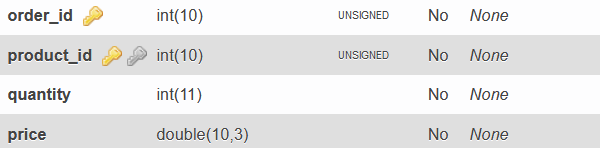 order_id int(10) UNSIGNED No None
product_id int(10) UNSIGNED No None
quantity int(11) No None
price double(10,3) No None